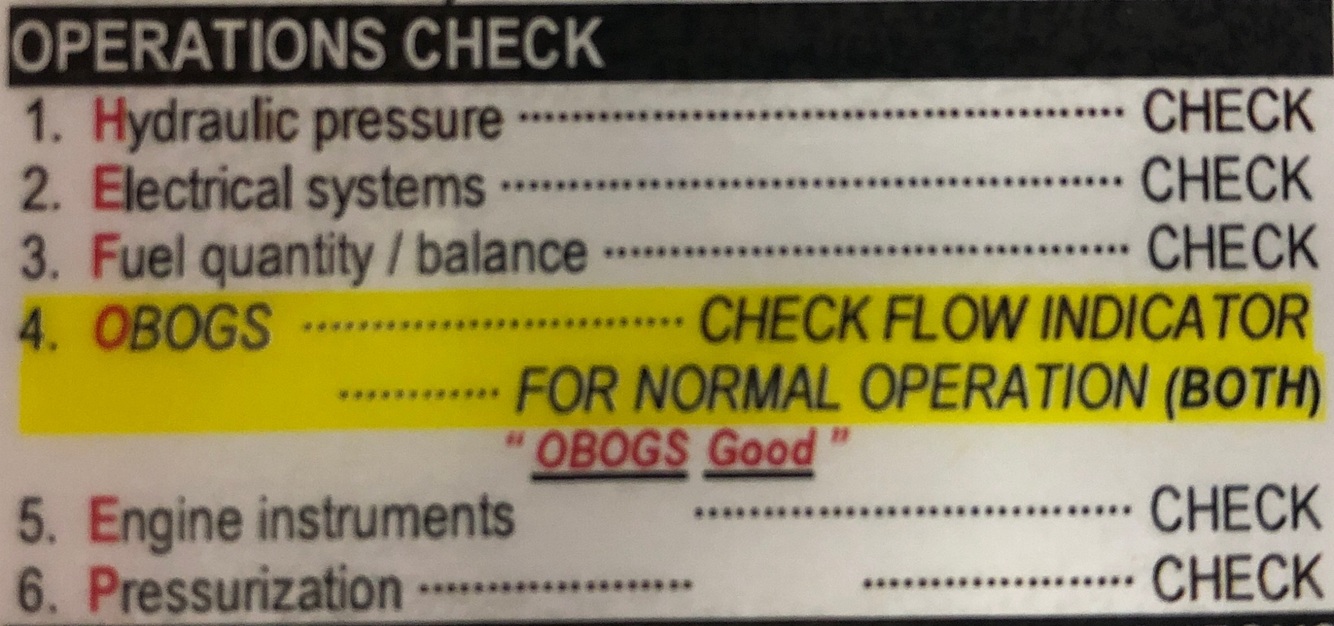 OPERATIONS CHECK
1. Hydraulic pressure ........................................ CHECK
2. Electrical systems ........................................ CHECK
3. Fuel quantity / balance ................................... CHECK
4. OBOGS ............................ CHECK FLOW INDICATOR
............ FOR NORMAL OPERATION (BOTH)
" OBOGS Good "
5. Engine instruments ................................ CHECK
6. Pressurization .................... .................... CHECK